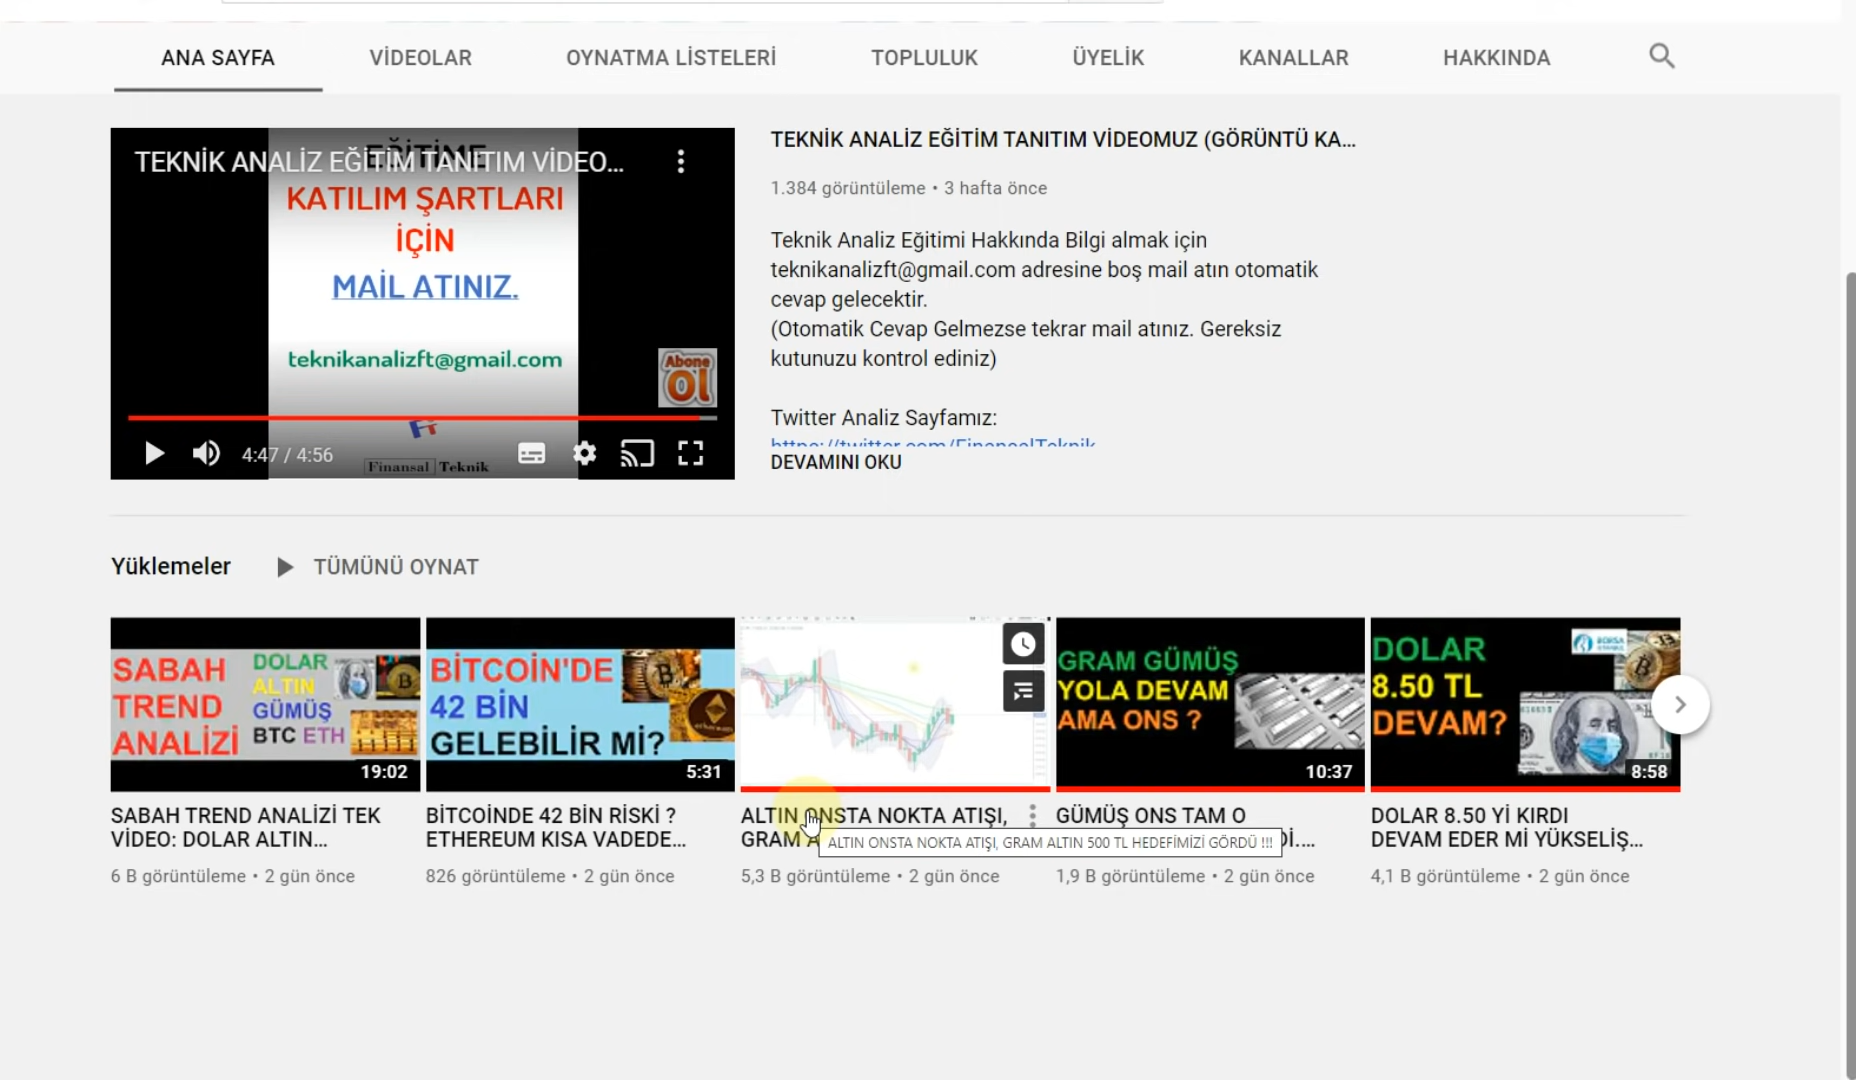 ANA SAYFA
VİDEOLAR
OYNATMA LİSTELERİ
TOPLULUK
ÜYELİK
KANALLAR
HAKKINDA
TEKNİK ANALİZ EĞİTİM TANITIM VİDEO...
EĞİTİME
KATILIM ŞARTLARI
İÇİN
MAİL ATINIZ.
teknikanalizft@gmail.com
Abone
Ol
4:47 / 4:56
Finansal Teknik
TEKNİK ANALİZ EĞİTİM TANITIM VİDEOMUZ (GÖRÜNTÜ KA...
1.384 görüntüleme • 3 hafta önce
Teknik Analiz Eğitimi Hakkında Bilgi almak için
teknikanalizft@gmail.com adresine boş mail atın otomatik
cevap gelecektir.
(Otomatik Cevap Gelmezse tekrar mail atınız. Gereksiz
kutunuzu kontrol ediniz)
Twitter Analiz Sayfamız:
https://twitter.com/FinansalTeknik
DEVAMINI OKU
Yüklemeler
TÜMÜNÜ OYNAT
SABAH
TREND
ANALİZİ
DOLAR
ALTIN
GÜMÜŞ
BTC ETH
19:02
SABAH TREND ANALİZİ TEK
VİDEO: DOLAR ALTIN...
6 B görüntüleme • 2 gün önce
BİTCOİN'DE
42 BİN
GELEBİLİR Mİ?
5:31
BİTCOİNDE 42 BİN RİSKİ ?
ETHEREUM KISA VADEDE...
826 görüntüleme • 2 gün önce
ALTIN ONSTA NOKTA ATIŞI,
GRAM A
ALTIN ONSTA NOKTA ATIŞI, GRAM ALTIN 500 TL HEDEFİMİZİ GÖRDÜ !!!
5,3 B görüntüleme • 2 gün önce
GRAM GÜMÜŞ
YOLA DEVAM
AMA ONS ?
10:37
GÜMÜŞ ONS TAM O
Dİ....
1,9 B görüntüleme • 2 gün önce
DOLAR
8.50 TL
DEVAM?
BORSA
8:58
DOLAR 8.50 Yİ KIRDI
DEVAM EDER Mİ YÜKSELİŞ...
4,1 B görüntüleme • 2 gün önce